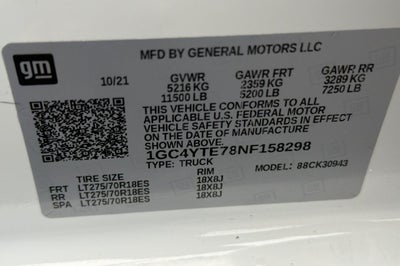 gm
MFD BY GENERAL MOTORS LLC
10/21 GVWR GAWR FRT GAWR RR
5216 KG 2359 KG 3289 KG
11500 LB 5200 LB 7250 LB
THIS VEHICLE CONFORMS TO ALL
APPLICABLE U.S. FEDERAL MOTOR
VEHICLE SAFETY STANDARDS IN EFFECT
ON THE DATE OF MANUFACTURE
SHOWN ABOVE.
1GC4YTE78NF158298
TYPE: TRUCK MODEL: 88CK30943
TIRE SIZE RIM
FRT LT275/70R18ES 18X8J
RR LT275/70R18ES 18X8J
SPA LT275/70R18ES 18X8J